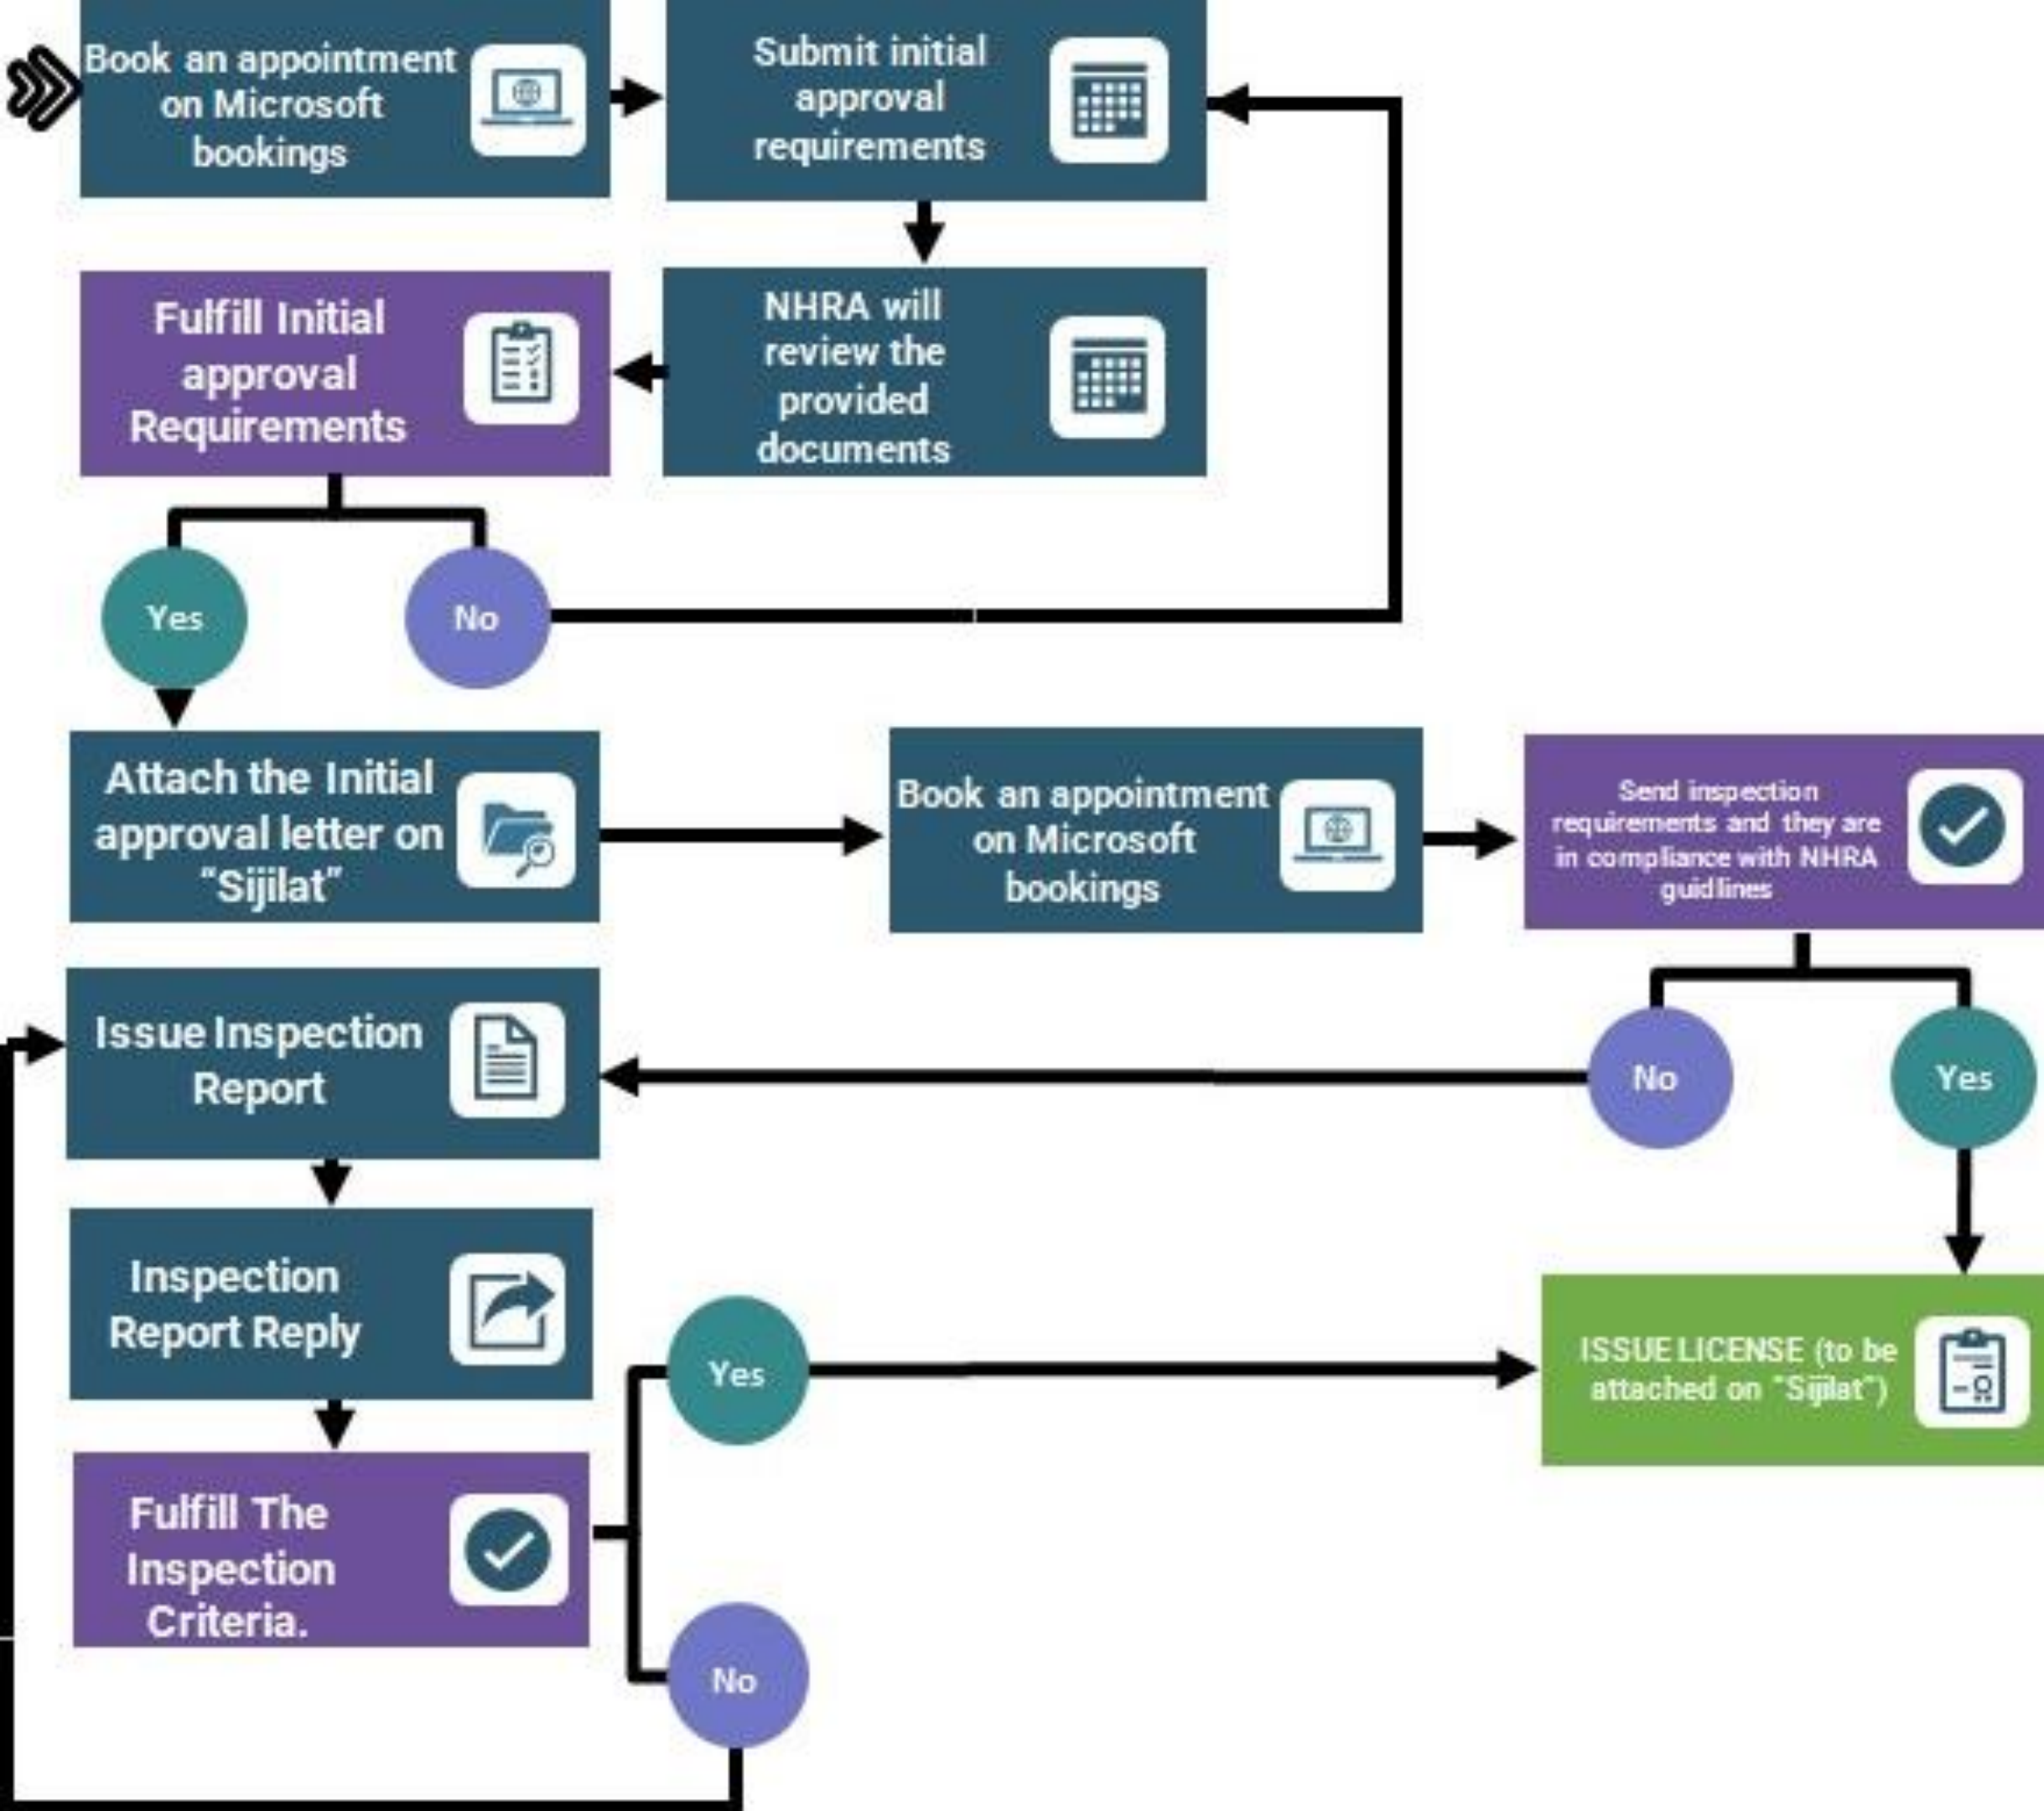 Book an appointment
on Microsoft
bookings
Submit initial
approval
requirements
Fulfill Initial
approval
Requirements
NHRA will
review the
provided
documents
Yes
No
Attach the Initial
approval letter on
“Sijilat”
Book an appointment
on Microsoft
bookings
Send inspection
requirements and they are
in compliance with NHRA
guidlines
Issue Inspection
Report
No
Yes
Inspection
Report Reply
Yes
ISSUE LICENSE (to be
attached on "Sijilat")
Fulfill The
Inspection
Criteria.
No